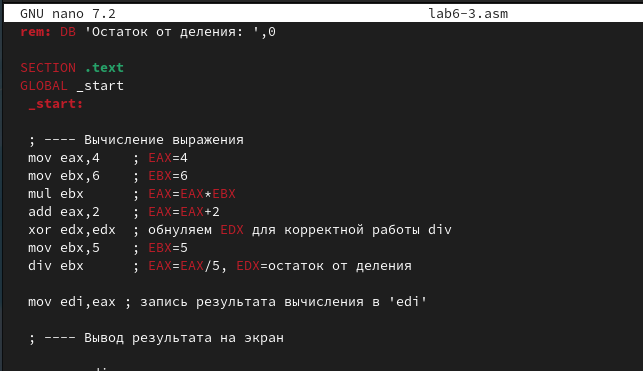 GNU nano 7.2 lab6-3.asm
rem: DB 'Остаток от деления: ',0
SECTION .text
GLOBAL _start
_start:
; ---- Вычисление выражения
mov eax,4 ; EAX=4
mov ebx,6 ; EBX=6
mul ebx ; EAX=EAX*EBX
add eax,2 ; EAX=EAX+2
xor edx,edx ; обнуляем EDX для корректной работы div
mov ebx,5 ; EBX=5
div ebx ; EAX=EAX/5, EDX=остаток от деления
mov edi,eax ; запись результата вычисления в 'edi'
; ---- Вывод результата на экран